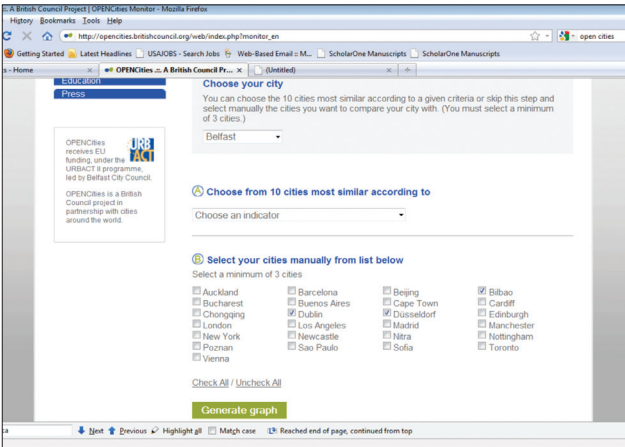 .:. A British Council Project | OPENCities Monitor - Mozilla Firefox
History Bookmarks Tools Help
http://opencities.britishcouncil.org/web/index.php?monitor_en
open cities
Getting Started Latest Headlines USAJOBS - Search Jobs Web-Based Email :: M... ScholarOne Manuscripts ScholarOne Manuscripts
s - Home
OPENCities .:. A British Council Pr...
(Untitled)
Education
Press
OPENCities
receives EU
funding, under the
URBACT II programme,
led by Belfast City Council.
URB
ACT
OPENCities is a British
Council project in
partnership with cities
around the world.
Choose your city
You can choose the 10 cities most similar according to a given criteria or skip this step and
select manually the cities you want to compare your city with. (You must select a minimum
of 3 cities.)
Belfast
A Choose from 10 cities most similar according to
Choose an indicator
B Select your cities manually from list below
Select a minimum of 3 cities
Auckland Barcelona Beijing Bilbao
Bucharest Buenos Aires Cape Town Cardiff
Chongqing Dublin Düsseldorf Edinburgh
London Los Angeles Madrid Manchester
New York Newcastle Nitra Nottingham
Poznan Sao Paulo Sofia Toronto
Vienna
Check All / Uncheck All
Generate graph
ca
Next Previous Highlight all Match case Reached end of page, continued from top